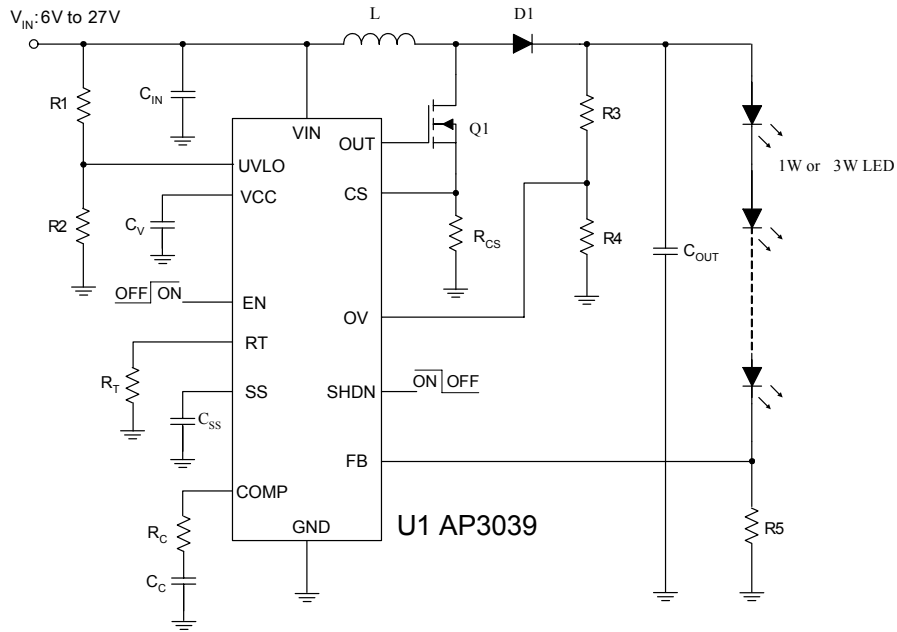 V_IN:6V to 27V
L
D1
R1
C_IN
VIN
OUT
Q1
R3
1W or 3W LED
UVLO
VCC
CS
R2
C_V
R_CS
R4
C_OUT
OFF ON
EN
OV
RT
R_T
SS
C_SS
SHDN
ON OFF
FB
COMP
R_C
GND
U1 AP3039
R5
C_C